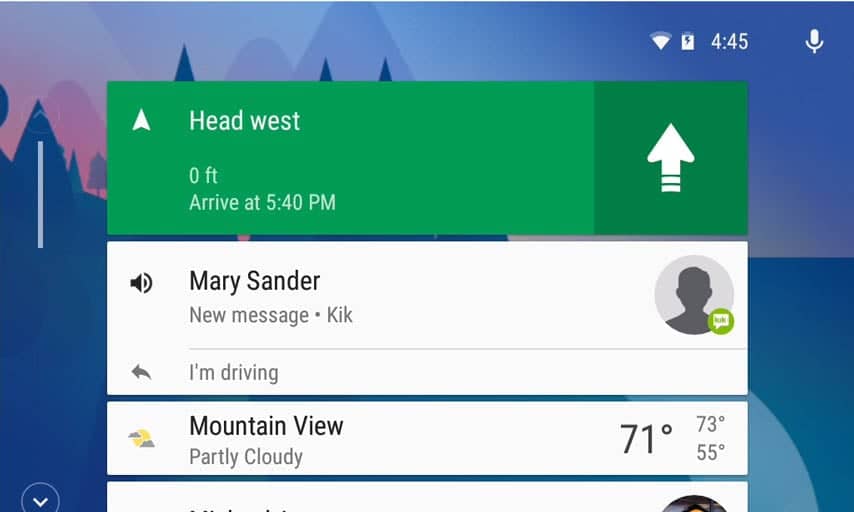 4:45
Head west
0 ft
Arrive at 5:40 PM
Mary Sander
New message • Kik
kik
I'm driving
Mountain View
Partly Cloudy
71°
73°
55°